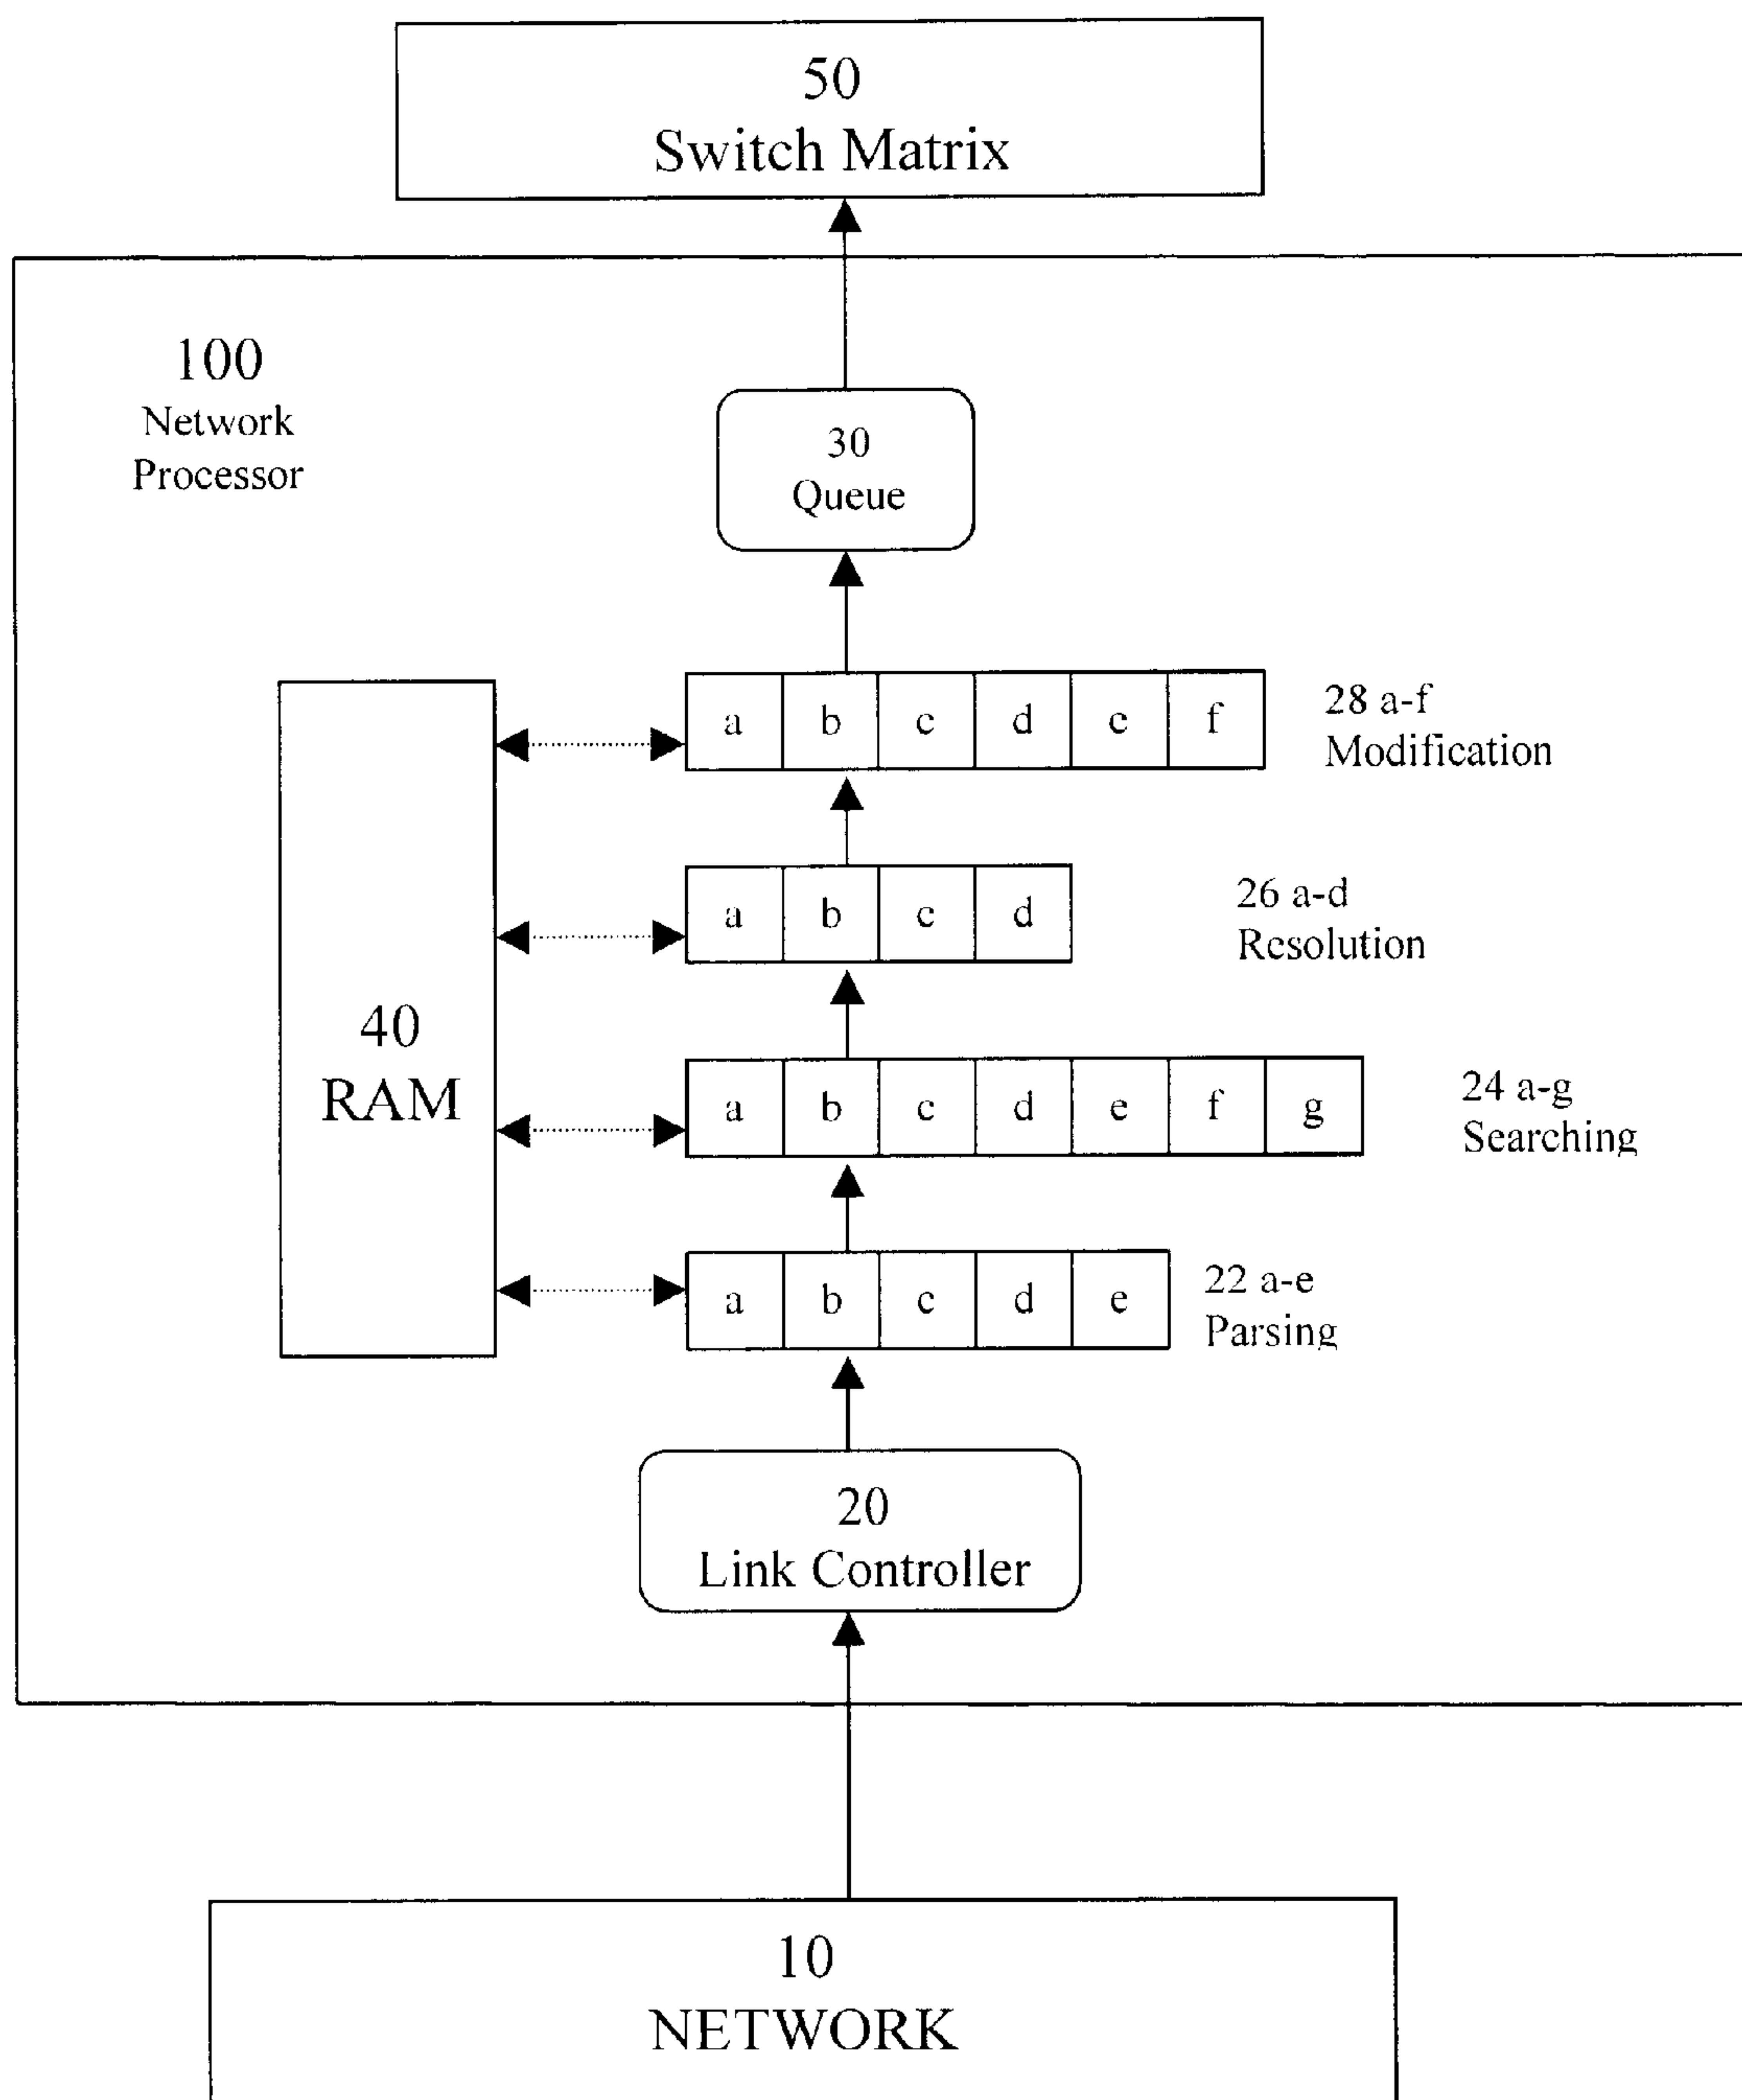 50
Switch Matrix
100
Network
Processor
30
Queue
a b c d e f
28 a-f
Modification
a b c d
26 a-d
Resolution
40
RAM
a b c d e f g
24 a-g
Searching
a b c d e
22 a-e
Parsing
20
Link Controller
10
NETWORK